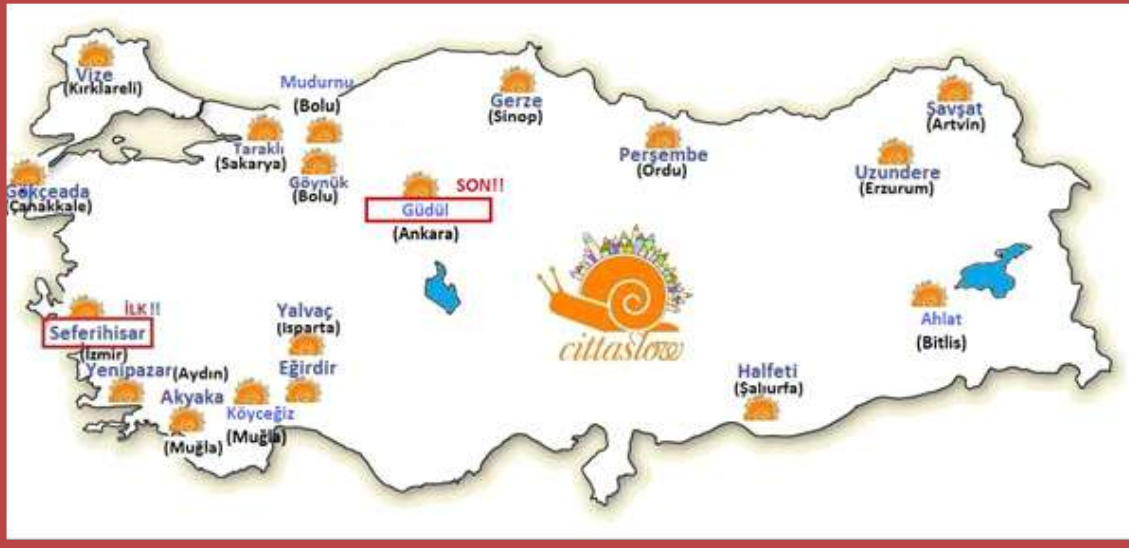 Vize
(Kırklareli)
Mudurnu
(Bolu)
Gerze
(Sinop)
Şavşat
(Artvin)
Taraklı
(Sakarya)
Perşembe
(Ordu)
Uzundere
(Erzurum)
Göynük
(Bolu)
Gökçeada
(Çanakkale)
SON!!
Güdül
(Ankara)
İLK !!
Seferihisar
(İzmir)
Yalvaç
(Isparta)
cittaslow
Ahlat
(Bitlis)
Yenipazar(Aydın)
Eğirdir
Halfeti
(Şalıurfa)
Akyaka
(Muğla)
Köyceğiz
(Muğla)